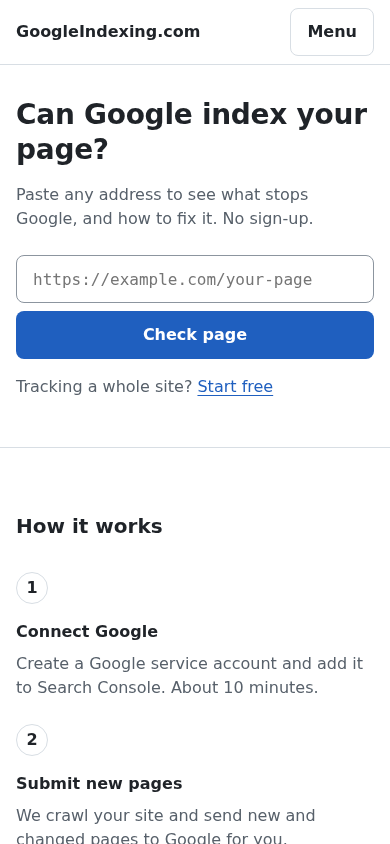 GoogleIndexing.com
Menu
Can Google index your
page?
Paste any address to see what stops
Google, and how to fix it. No sign-up.
https://example.com/your-page
Check page
Tracking a whole site? Start free
How it works
1
Connect Google
Create a Google service account and add it
to Search Console. About 10 minutes.
2
Submit new pages
We crawl your site and send new and
changed pages to Google for you.